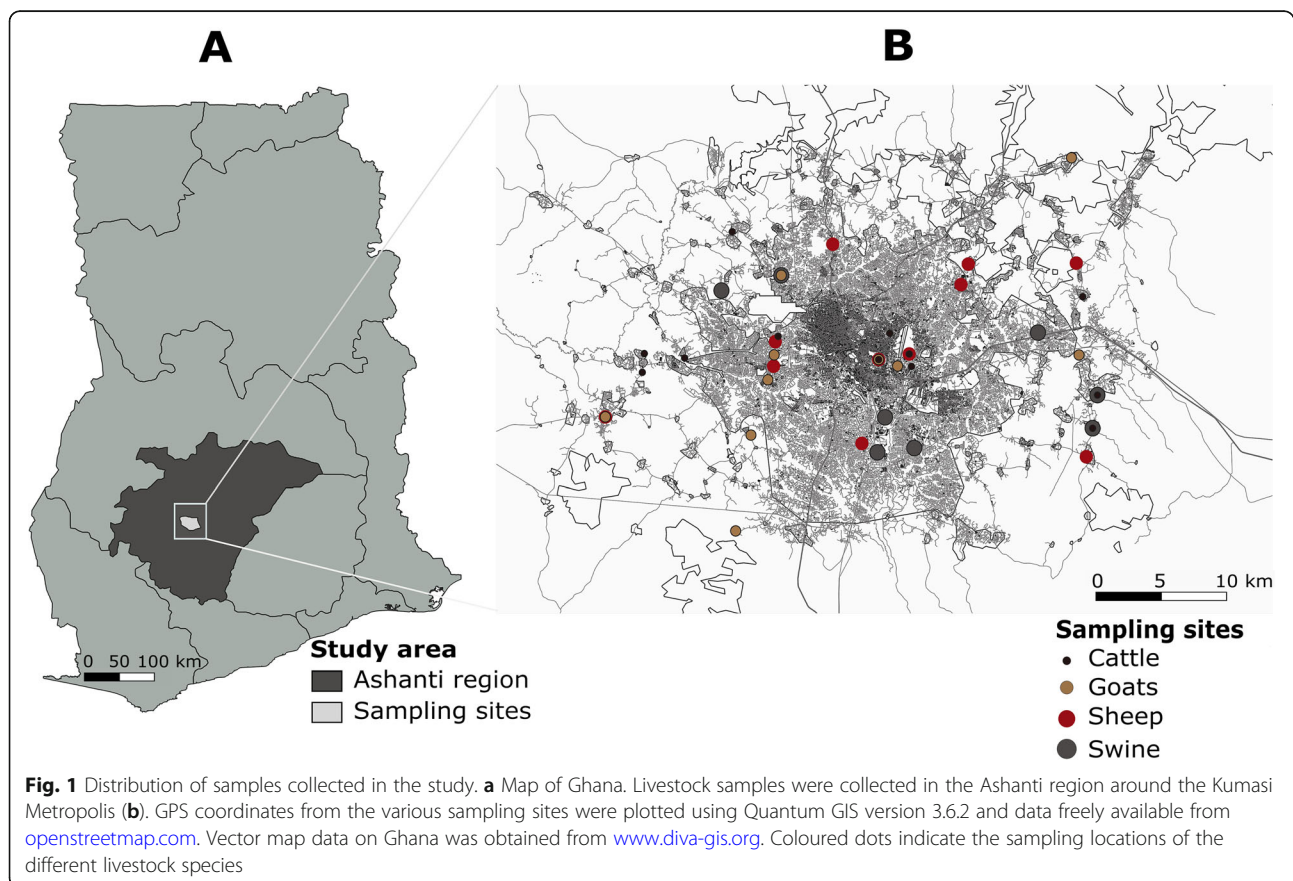 A
B
0 50 100 km
Study area
Ashanti region
Sampling sites
0 5 10 km
Sampling sites
Cattle
Goats
Sheep
Swine
Fig. 1 Distribution of samples collected in the study. a Map of Ghana. Livestock samples were collected in the Ashanti region around the Kumasi
Metropolis (b). GPS coordinates from the various sampling sites were plotted using Quantum GIS version 3.6.2 and data freely available from
openstreetmap.com. Vector map data on Ghana was obtained from www.diva-gis.org. Coloured dots indicate the sampling locations of the
different livestock species